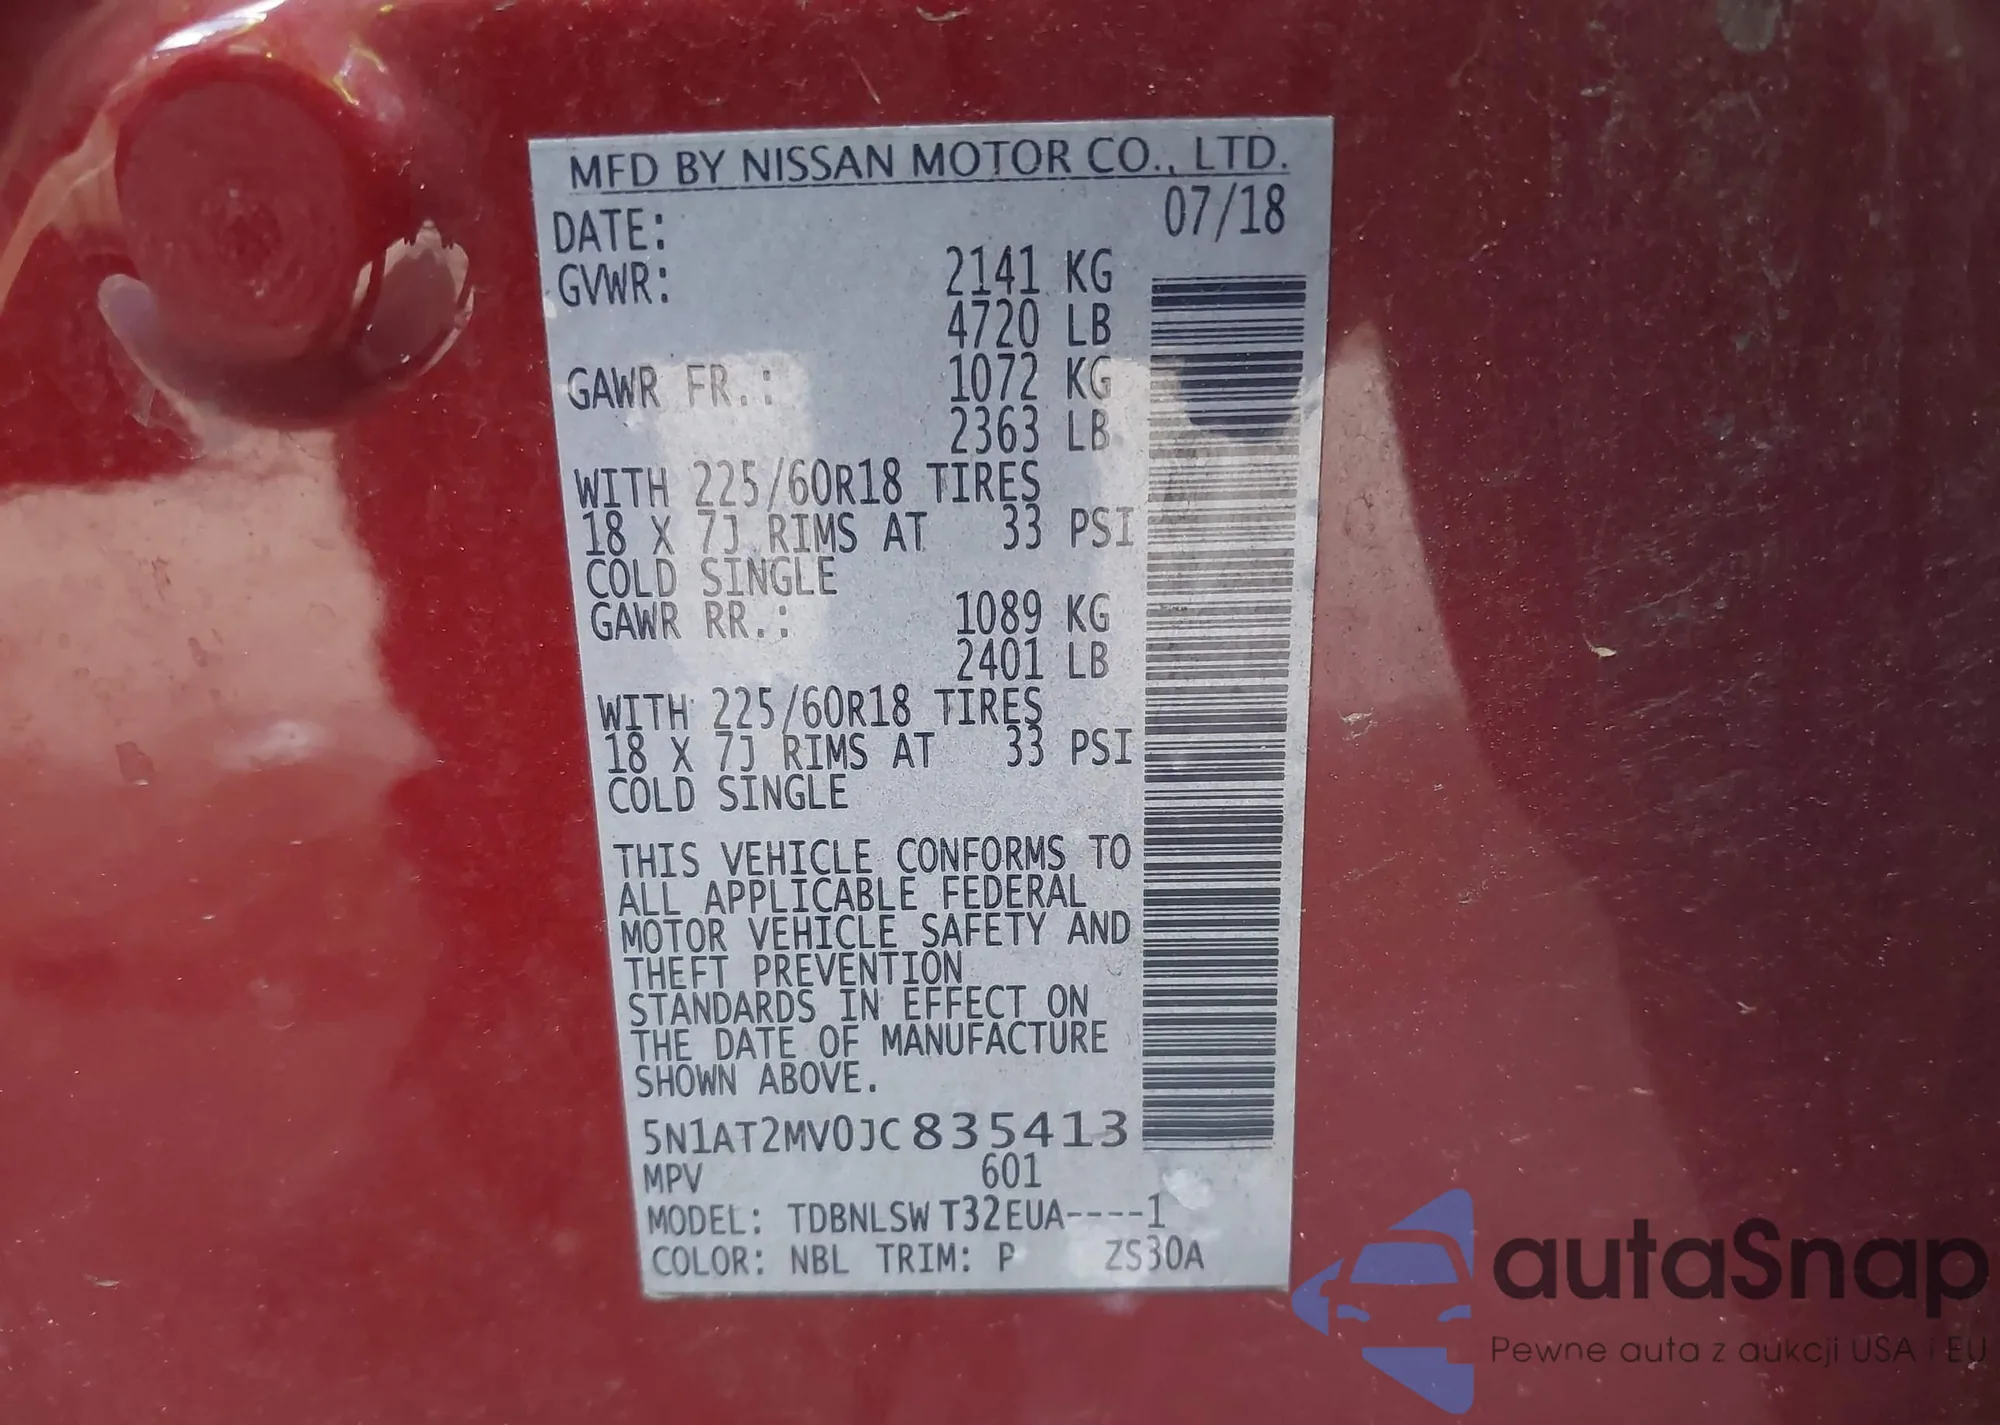 MFD BY NISSAN MOTOR CO., LTD.
DATE: 07/18
GVWR: 2141 KG
4720 LB
GAWR FR.: 1072 KG
2363 LB
WITH 225/60R18 TIRES
18 X 7J RIMS AT 33 PSI
COLD SINGLE
GAWR RR.: 1089 KG
2401 LB
WITH 225/60R18 TIRES
18 X 7J RIMS AT 33 PSI
COLD SINGLE
THIS VEHICLE CONFORMS TO
ALL APPLICABLE FEDERAL
MOTOR VEHICLE SAFETY AND
THEFT PREVENTION
STANDARDS IN EFFECT ON
THE DATE OF MANUFACTURE
SHOWN ABOVE.
5N1AT2MV0JC835413
MPV 601
MODEL: TDBNLSW T32EUA----1
COLOR: NBL TRIM: P ZS30A
autaSnap
Pewne auta z aukcji USA i EU